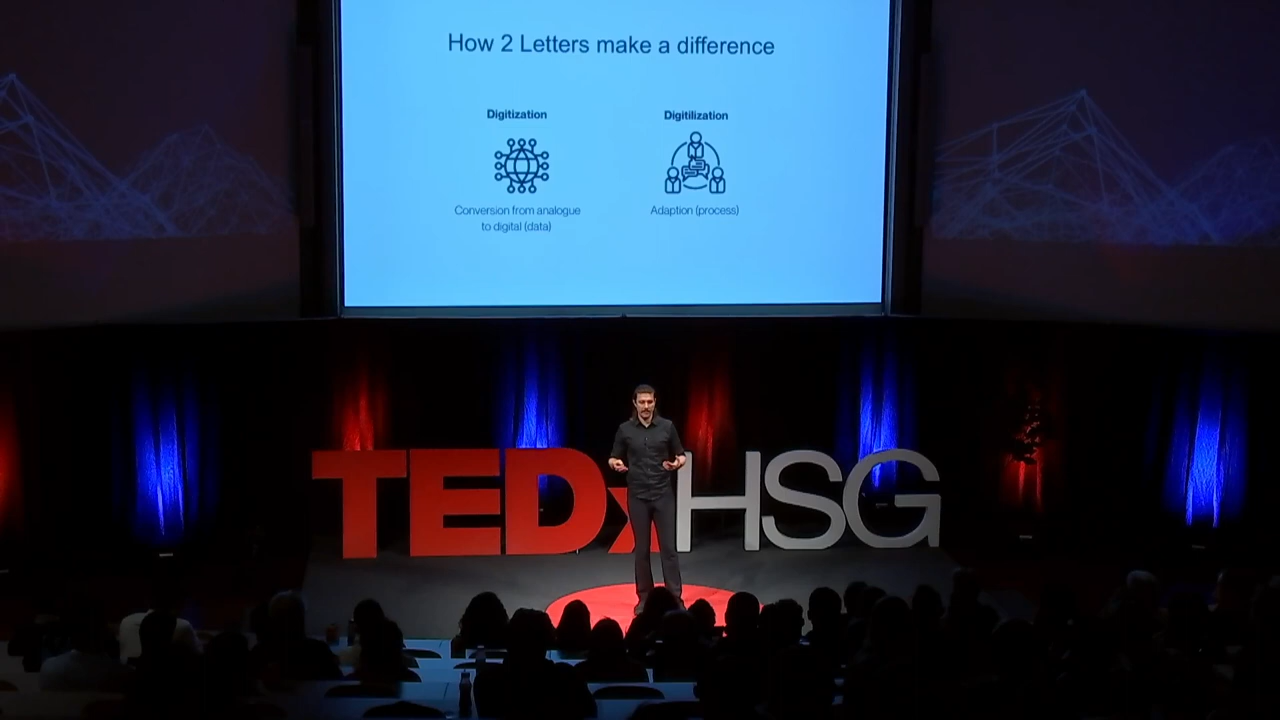 How 2 Letters make a difference
Digitization
Digitilization
Conversion from analogue
to digital (data)
Adaption (process)
TEDxHSG